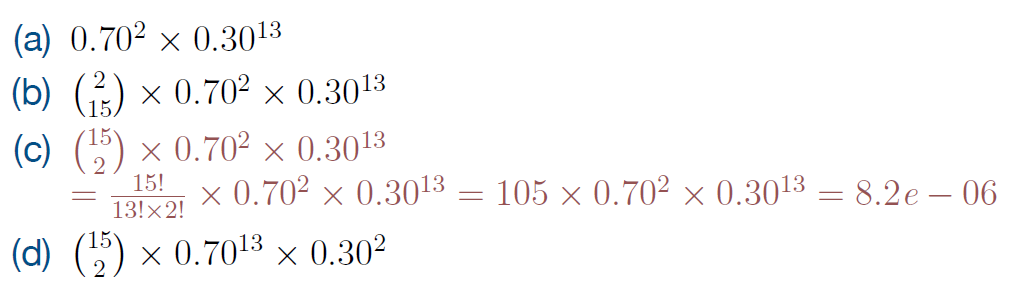 (a) 0.70² × 0.30¹³
(b) (2 15) × 0.70² × 0.30¹³
(c) (15 2) × 0.70² × 0.30¹³
= 15!/13!×2! × 0.70² × 0.30¹³ = 105 × 0.70² × 0.30¹³ = 8.2e − 06
(d) (15 2) × 0.70¹³ × 0.30²